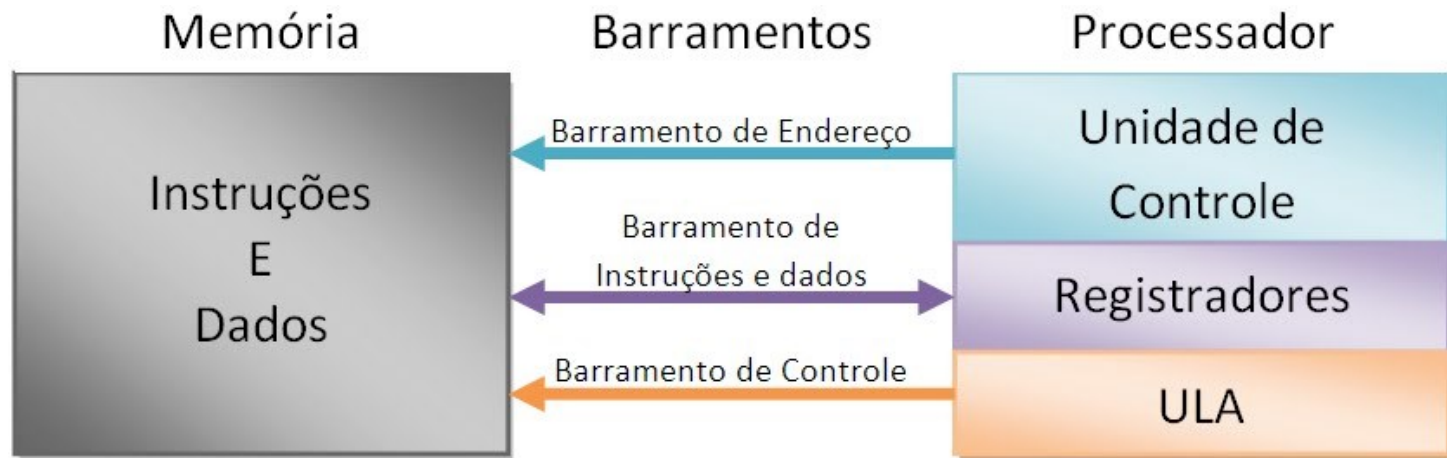 Memória
Barramentos
Processador
Instruções
E
Dados
Barramento de Endereço
Barramento de
Instruções e dados
Barramento de Controle
Unidade de
Controle
Registradores
ULA